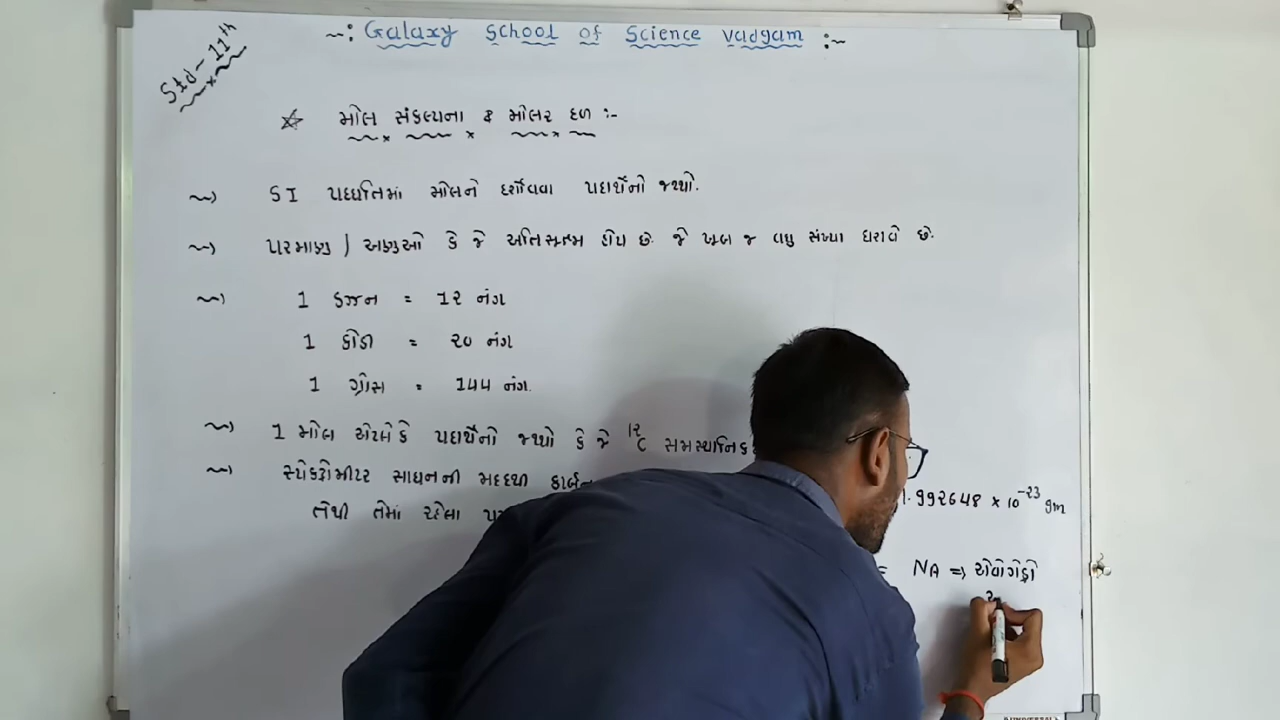 ~: Galaxy School of Science Vadgam :~
Std-11th
મોલ સંકલ્પના & મોલર દળ :-
SI પદ્ધતિમાં મોલને દર્શાવવા પદાર્થનો જથ્થો.
પરમાણુ / અણુઓ કે જે અતિસૂક્ષ્મ હોય છે જે ખૂબ જ વધુ સંખ્યા ધરાવે છે.
1 ડઝન = 12 નંગ
1 કોડી = 20 નંગ
1 ગ્રોસ = 144 નંગ.
1 મોલ એટલે કે પદાર્થનો જથ્થો કે જે 12C સમસ્થાનિક
સ્પેક્ટ્રોમીટર સાધનની મદદથી કાર્બન 1.992648 × 10^-23 gm
તેથી તેમાં રહેલા = NA => એવોગેડ્રો